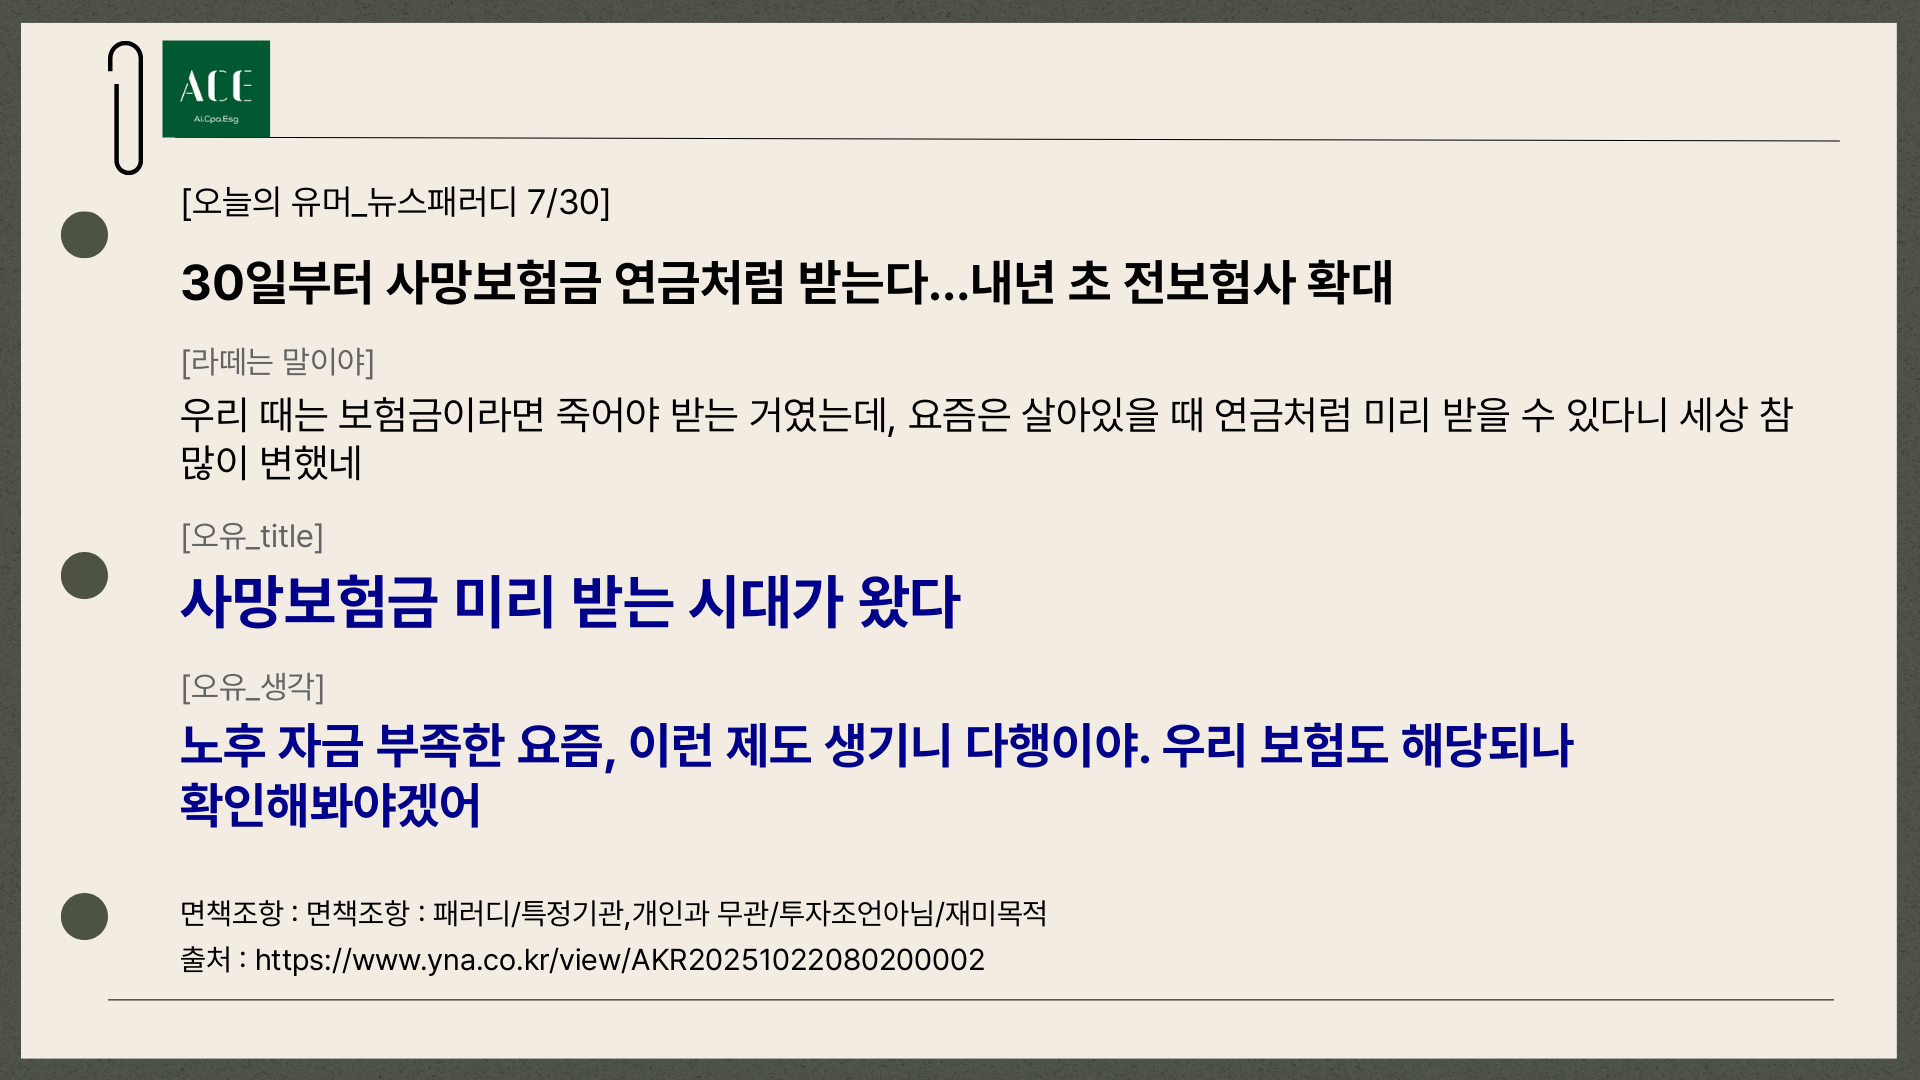 ACE
Ai.Cpa.Esg
[오늘의 유머_뉴스패러디 7/30]
30일부터 사망보험금 연금처럼 받는다...내년 초 전보험사 확대
[라떼는 말이야]
우리 때는 보험금이라면 죽어야 받는 거였는데, 요즘은 살아있을 때 연금처럼 미리 받을 수 있다니 세상 참
많이 변했네
[오유_title]
사망보험금 미리 받는 시대가 왔다
[오유_생각]
노후 자금 부족한 요즘, 이런 제도 생기니 다행이야. 우리 보험도 해당되나
확인해봐야겠어
면책조항 : 면책조항 : 패러디/특정기관,개인과 무관/투자조언아님/재미목적
출처 : https://www.yna.co.kr/view/AKR20251022080200002